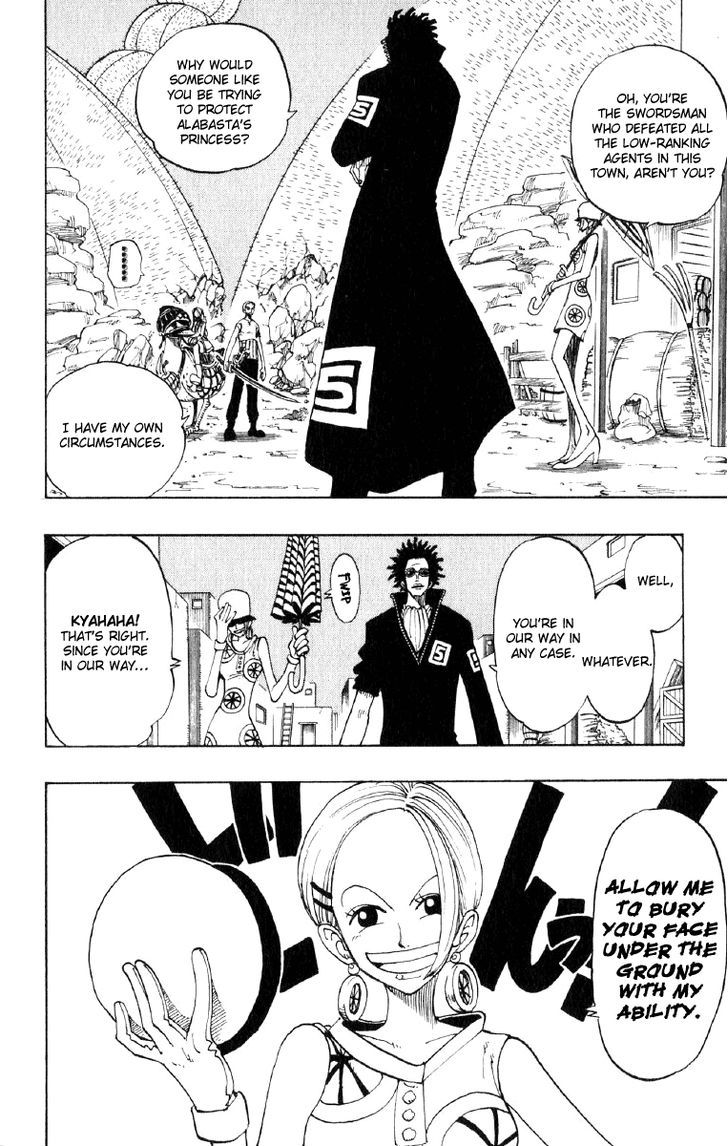 OH, YOU'RE
THE SWORDSMAN
WHO DEFEATED ALL
THE LOW-RANKING
AGENTS IN THIS
TOWN, AREN'T YOU?
WHY WOULD
SOMEONE LIKE
YOU BE TRYING
TO PROTECT
ALABASTA'S
PRINCESS?
5
5
I HAVE MY OWN
CIRCUMSTANCES.
WELL,
WHATEVER.
YOU'RE IN
OUR WAY IN
ANY CASE.
5
5
FWIP
KYAHAHA!
THAT'S RIGHT.
SINCE YOU'RE
IN OUR WAY...
ALLOW ME
TO BURY
YOUR FACE
UNDER THE
GROUND
WITH MY
ABILITY.